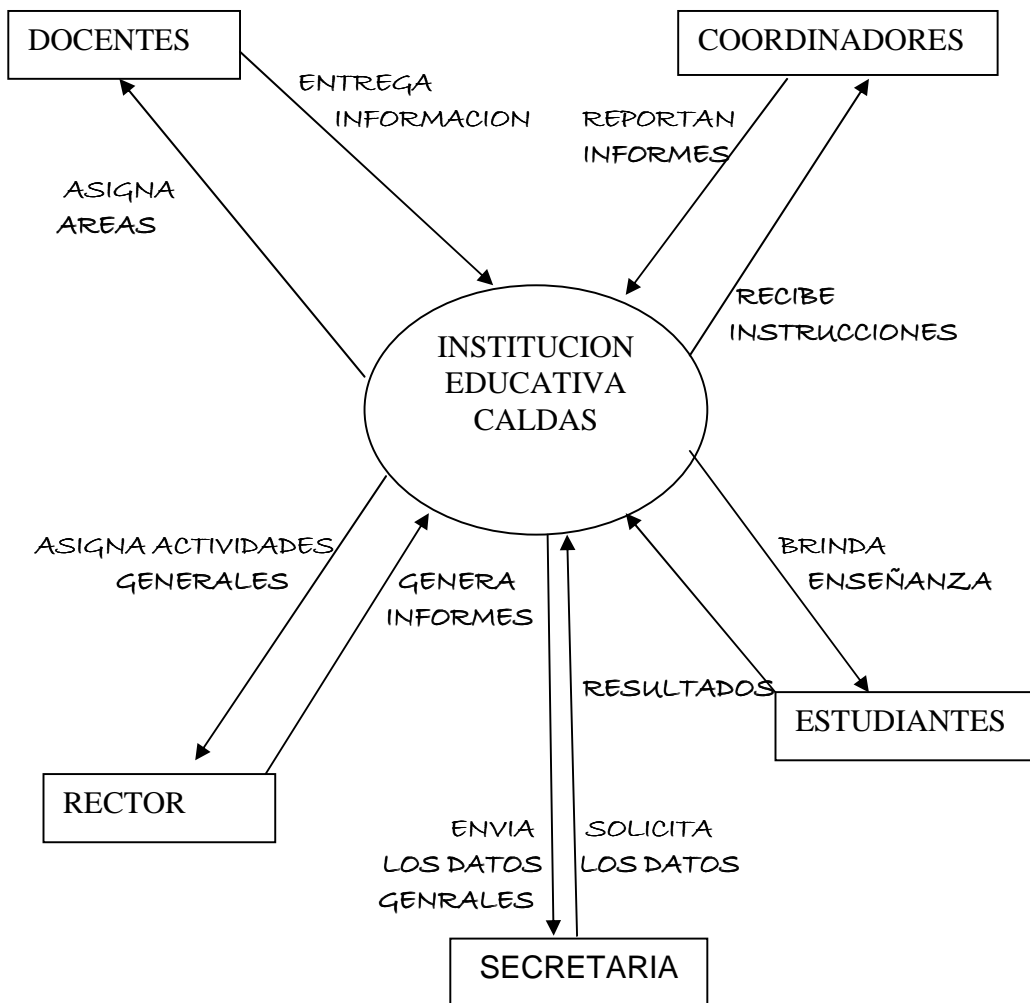 DOCENTES
COORDINADORES
ENTREGA
INFORMACION
REPORTAN
INFORMES
ASIGNA
AREAS
RECIBE
INSTRUCCIONES
INSTITUCION
EDUCATIVA
CALDAS
ASIGNA ACTIVIDADES
GENERALES
GENERA
INFORMES
BRINDA
ENSEÑANZA
RESULTADOS
ESTUDIANTES
RECTOR
ENVIA
LOS DATOS
GENRALES
SOLICITA
LOS DATOS
SECRETARIA